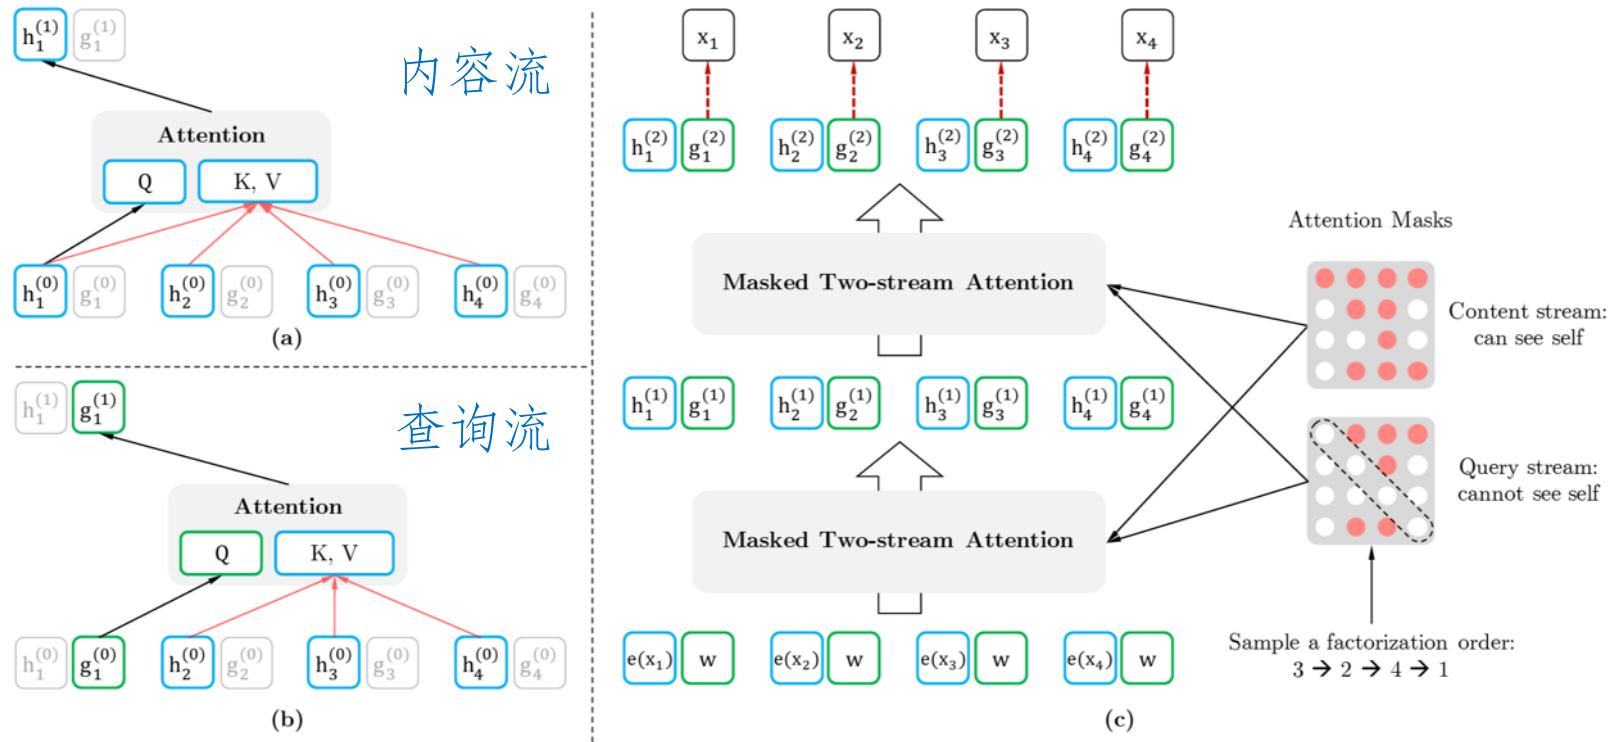 h₁⁽¹⁾ g₁⁽¹⁾
内容流
Attention
Q K, V
h₁⁽⁰⁾ g₁⁽⁰⁾ h₂⁽⁰⁾ g₂⁽⁰⁾ h₃⁽⁰⁾ g₃⁽⁰⁾ h₄⁽⁰⁾ g₄⁽⁰⁾
(a)
h₁⁽¹⁾ g₁⁽¹⁾
查询流
Attention
Q K, V
h₁⁽⁰⁾ g₁⁽⁰⁾ h₂⁽⁰⁾ g₂⁽⁰⁾ h₃⁽⁰⁾ g₃⁽⁰⁾ h₄⁽⁰⁾ g₄⁽⁰⁾
(b)
x₁ x₂ x₃ x₄
h₁⁽²⁾ g₁⁽²⁾ h₂⁽²⁾ g₂⁽²⁾ h₃⁽²⁾ g₃⁽²⁾ h₄⁽²⁾ g₄⁽²⁾
Masked Two-stream Attention
h₁⁽¹⁾ g₁⁽¹⁾ h₂⁽¹⁾ g₂⁽¹⁾ h₃⁽¹⁾ g₃⁽¹⁾ h₄⁽¹⁾ g₄⁽¹⁾
Masked Two-stream Attention
e(x₁) w e(x₂) w e(x₃) w e(x₄) w
(c)
Attention Masks
Content stream:
can see self
Query stream:
cannot see self
Sample a factorization order:
3 → 2 → 4 → 1